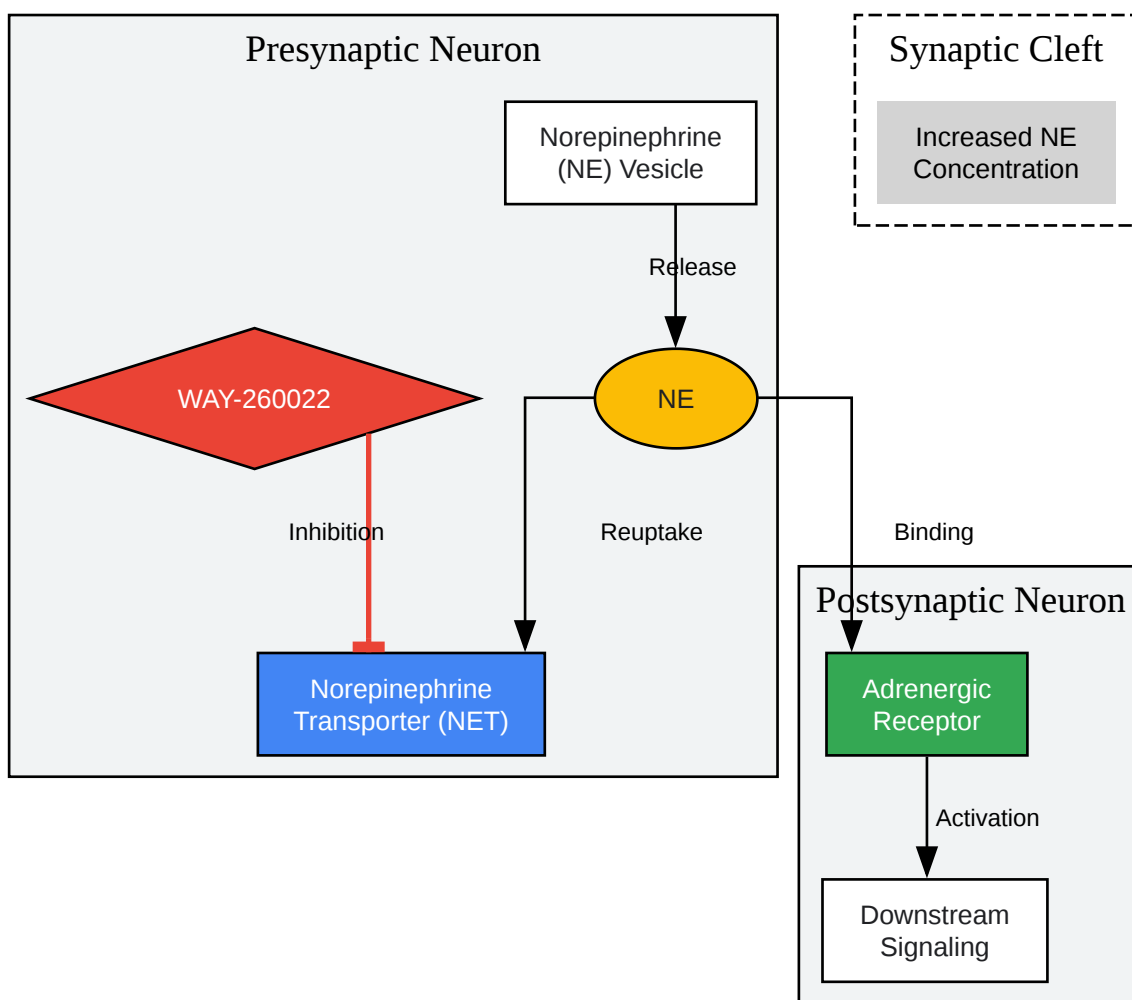 Presynaptic Neuron
Synaptic Cleft
Norepinephrine
(NE) Vesicle
Increased NE
Concentration
Release
WAY-260022
NE
Inhibition
Reuptake
Binding
Postsynaptic Neuron
Norepinephrine
Transporter (NET)
Adrenergic
Receptor
Activation
Downstream
Signaling